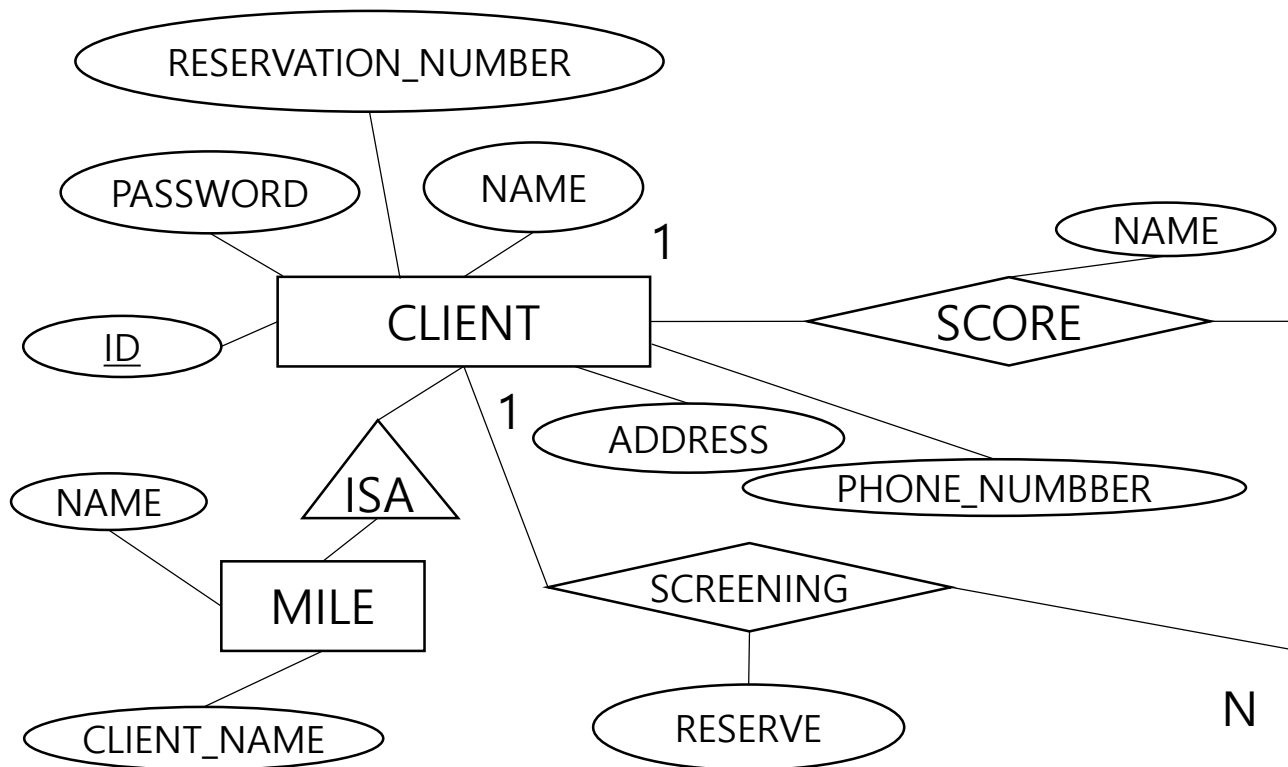 RESERVATION_NUMBER
PASSWORD
NAME
1
NAME
CLIENT
SCORE
ID
1
ADDRESS
ISA
PHONE_NUMBBER
NAME
SCREENING
MILE
N
RESERVE
CLIENT_NAME